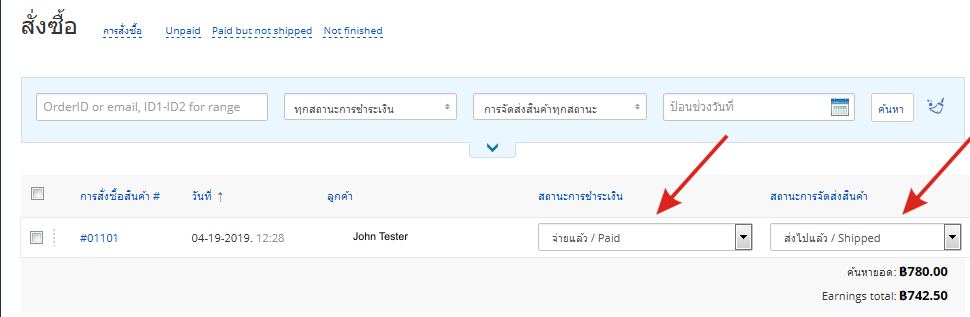 สั่งซื้อ การสั่งซื้อ Unpaid Paid but not shipped Not finished
OrderID or email, ID1-ID2 for range ทุกสถานะการชำระเงิน การจัดส่งสินค้าทุกสถานะ ป้อนช่วงวันที่ ค้นหา
การสั่งซื้อสินค้า # วันที่ ↑ ลูกค้า สถานะการชำระเงิน สถานะการจัดส่งสินค้า
#01101 04-19-2019, 12:28 John Tester จ่ายแล้ว / Paid ส่งไปแล้ว / Shipped
ค้นหายอด: ฿780.00
Earnings total: ฿742.50